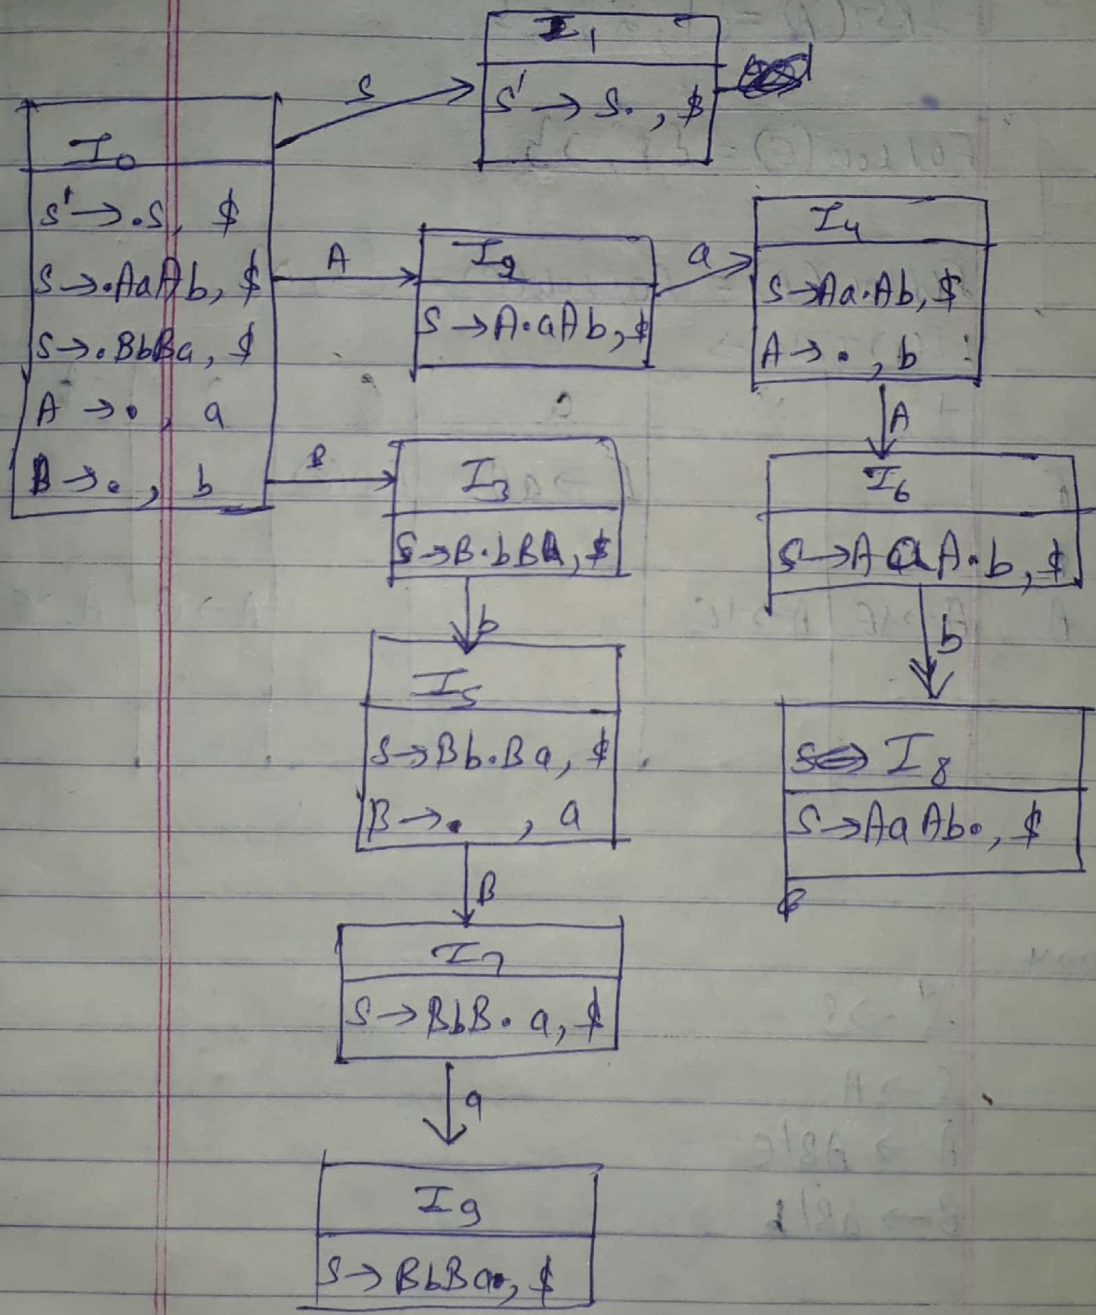 I₁
S' → S. , $
S
I₀
S' → .S, $
S → .AaAb, $
S → .BbBa, $
A → . , a
B → . , b
A
I₂
S → A.aAb, $
a
I₄
S → Aa.Ab, $
A → . , b
A
B
I₃
S → B.bBa, $
I₆
S → AaA.b, $
b
b
I₅
S → Bb.Ba, $
B → . , a
I₈
S → AaAb., $
B
I₇
S → BbB.a, $
a
I₉
S → BbBa., $